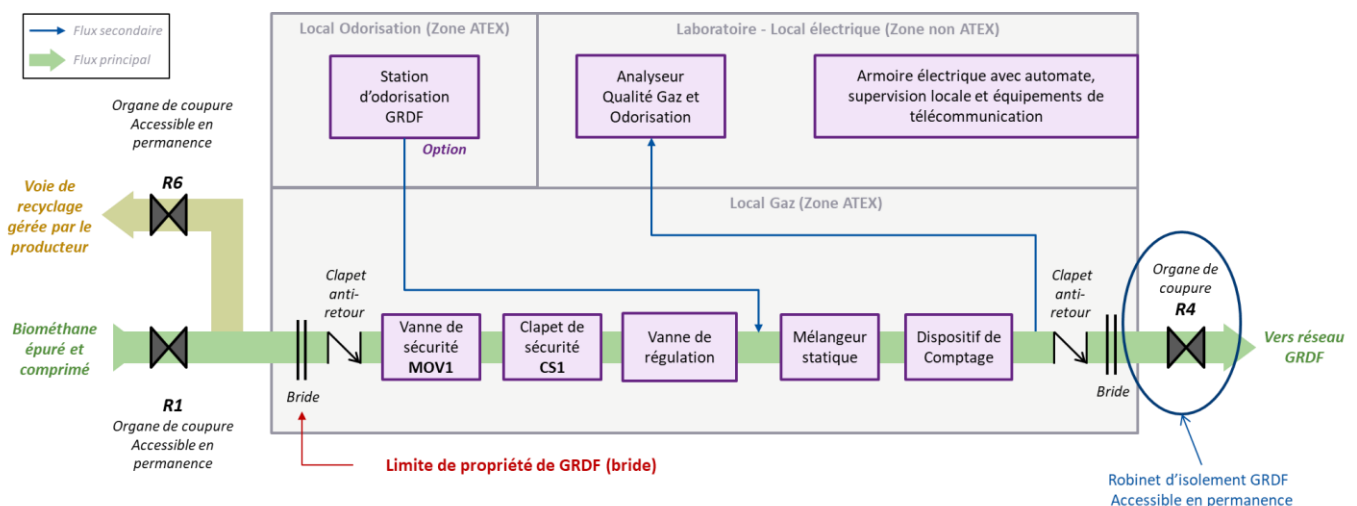 Flux secondaire
Flux principal
Local Odorisation (Zone ATEX)
Laboratoire - Local électrique (Zone non ATEX)
Station
d'odorisation
GRDF
Option
Analyseur
Qualité Gaz et
Odorisation
Armoire électrique avec automate,
supervision locale et équipements de
télécommunication
Organe de coupure
Accessible en
permanence
R6
Voie de
recyclage
gérée par le
producteur
Local Gaz (Zone ATEX)
Biométhane
épuré et
comprimé
R1
Organe de coupure
Accessible en
permanence
Bride
Clapet
anti-
retour
Vanne de
sécurité
MOV1
Clapet de
sécurité
CS1
Vanne de
régulation
Mélangeur
statique
Dispositif de
Comptage
Clapet
anti-
retour
Bride
Organe de
coupure
R4
Vers réseau
GRDF
Limite de propriété de GRDF (bride)
Robinet d'isolement GRDF
Accessible en permanence